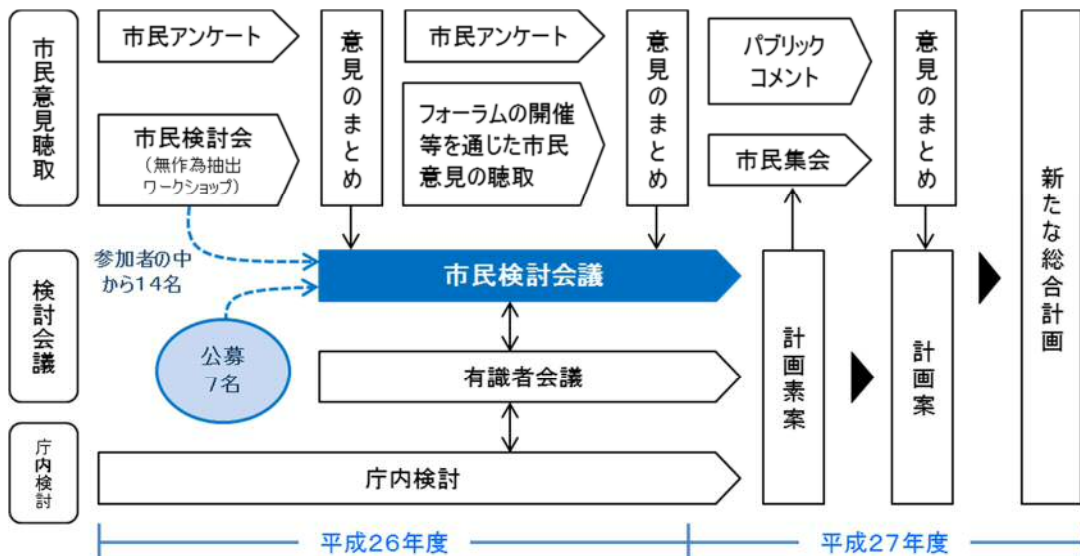 市民意見聴取
市民アンケート
市民検討会
（無作為抽出
ワークショップ）
意見のまとめ
市民アンケート
フォーラムの開催
等を通じた市民
意見の聴取
意見のまとめ
パブリック
コメント
市民集会
意見のまとめ
新たな総合計画
検討会議
参加者の中
から14名
公募
7名
市民検討会議
有識者会議
計画素案
計画案
庁内検討
庁内検討
平成26年度
平成27年度